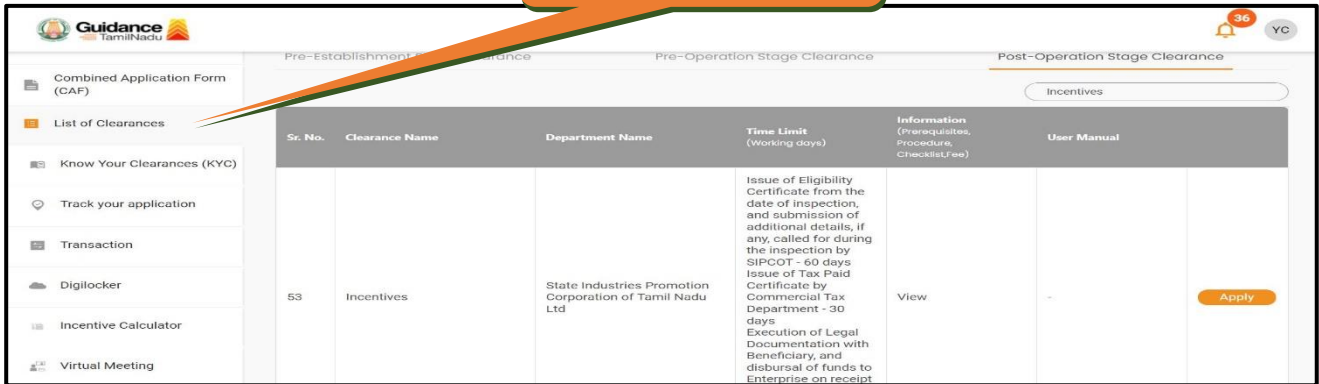 Guidance
TamilNadu
36
YC
Combined Application Form
(CAF)
List of Clearances
Know Your Clearances (KYC)
Track your application
Transaction
Digilocker
Incentive Calculator
Virtual Meeting
Pre-Operation Stage Clearance
Post-Operation Stage Clearance
Incentives
Sr. No.
Clearance Name
Department Name
Time Limit
(Working days)
Information
(Prerequisites,
Procedure,
Checklist,Fee)
User Manual
53
Incentives
State Industries Promotion
Corporation of Tamil Nadu
Ltd
Issue of Eligibility
Certificate from the
date of inspection,
and submission of
additional details, if
any, called for during
the inspection by
SIPCOT - 60 days
Issue of Tax Paid
Certificate by
Commercial Tax
Department - 30
days
Execution of Legal
Documentation with
Beneficiary, and
disbursal of funds to
Enterprise on receipt
View
-
Apply